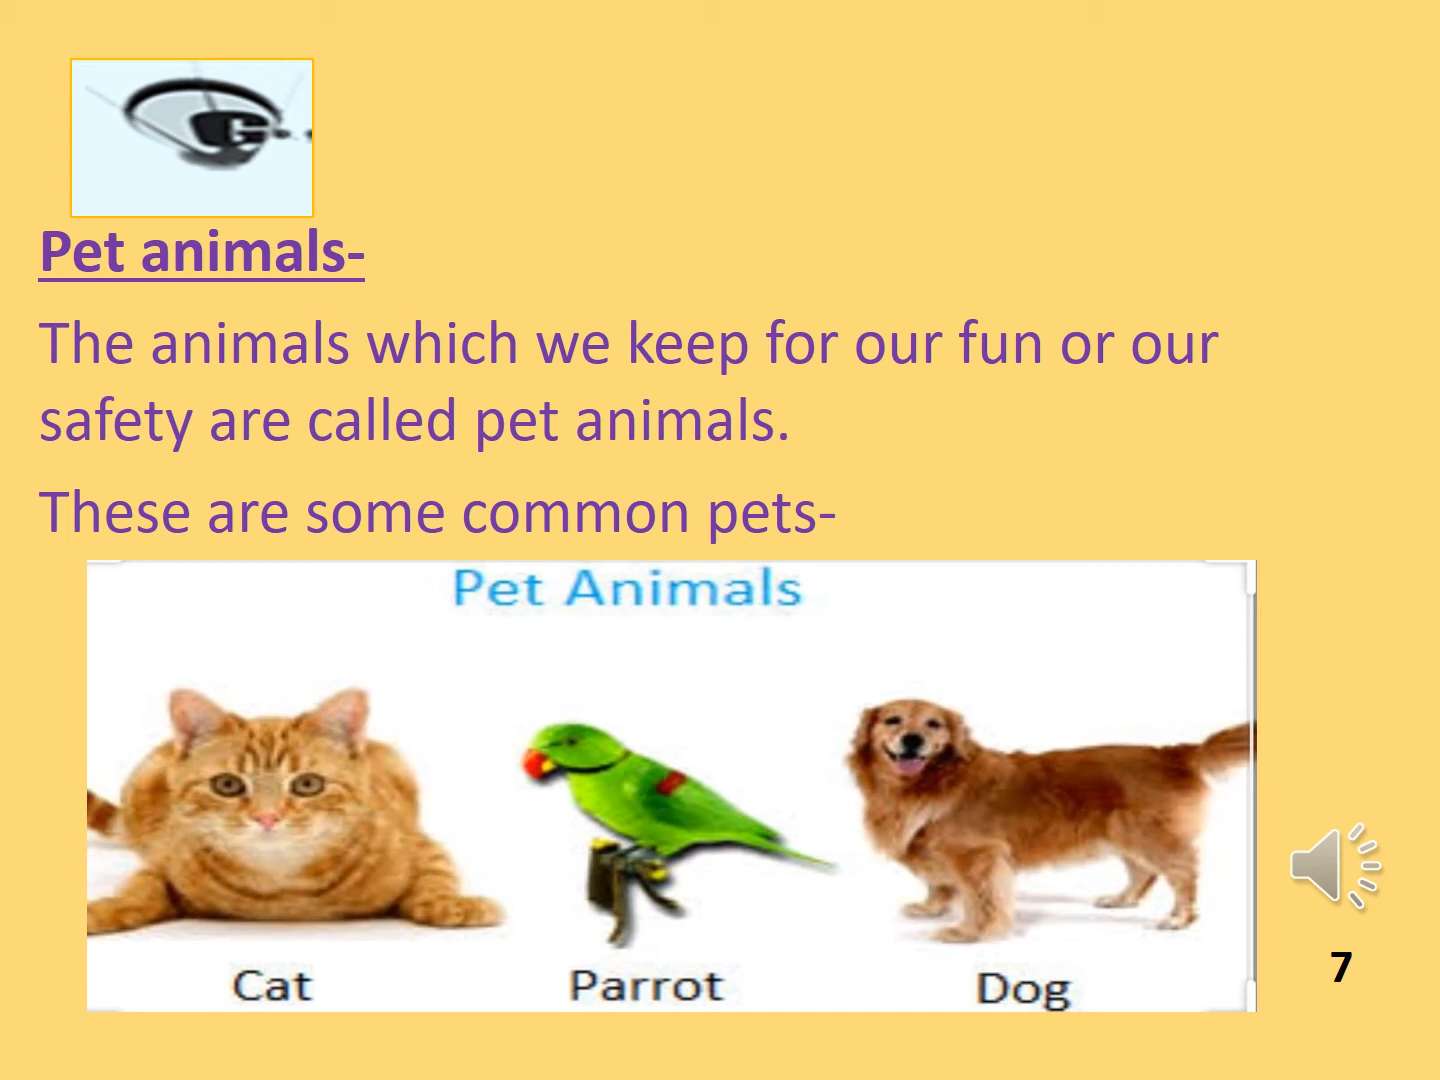 Pet animals-
The animals which we keep for our fun or our
safety are called pet animals.
These are some common pets-
Pet Animals
Cat
Parrot
Dog
7